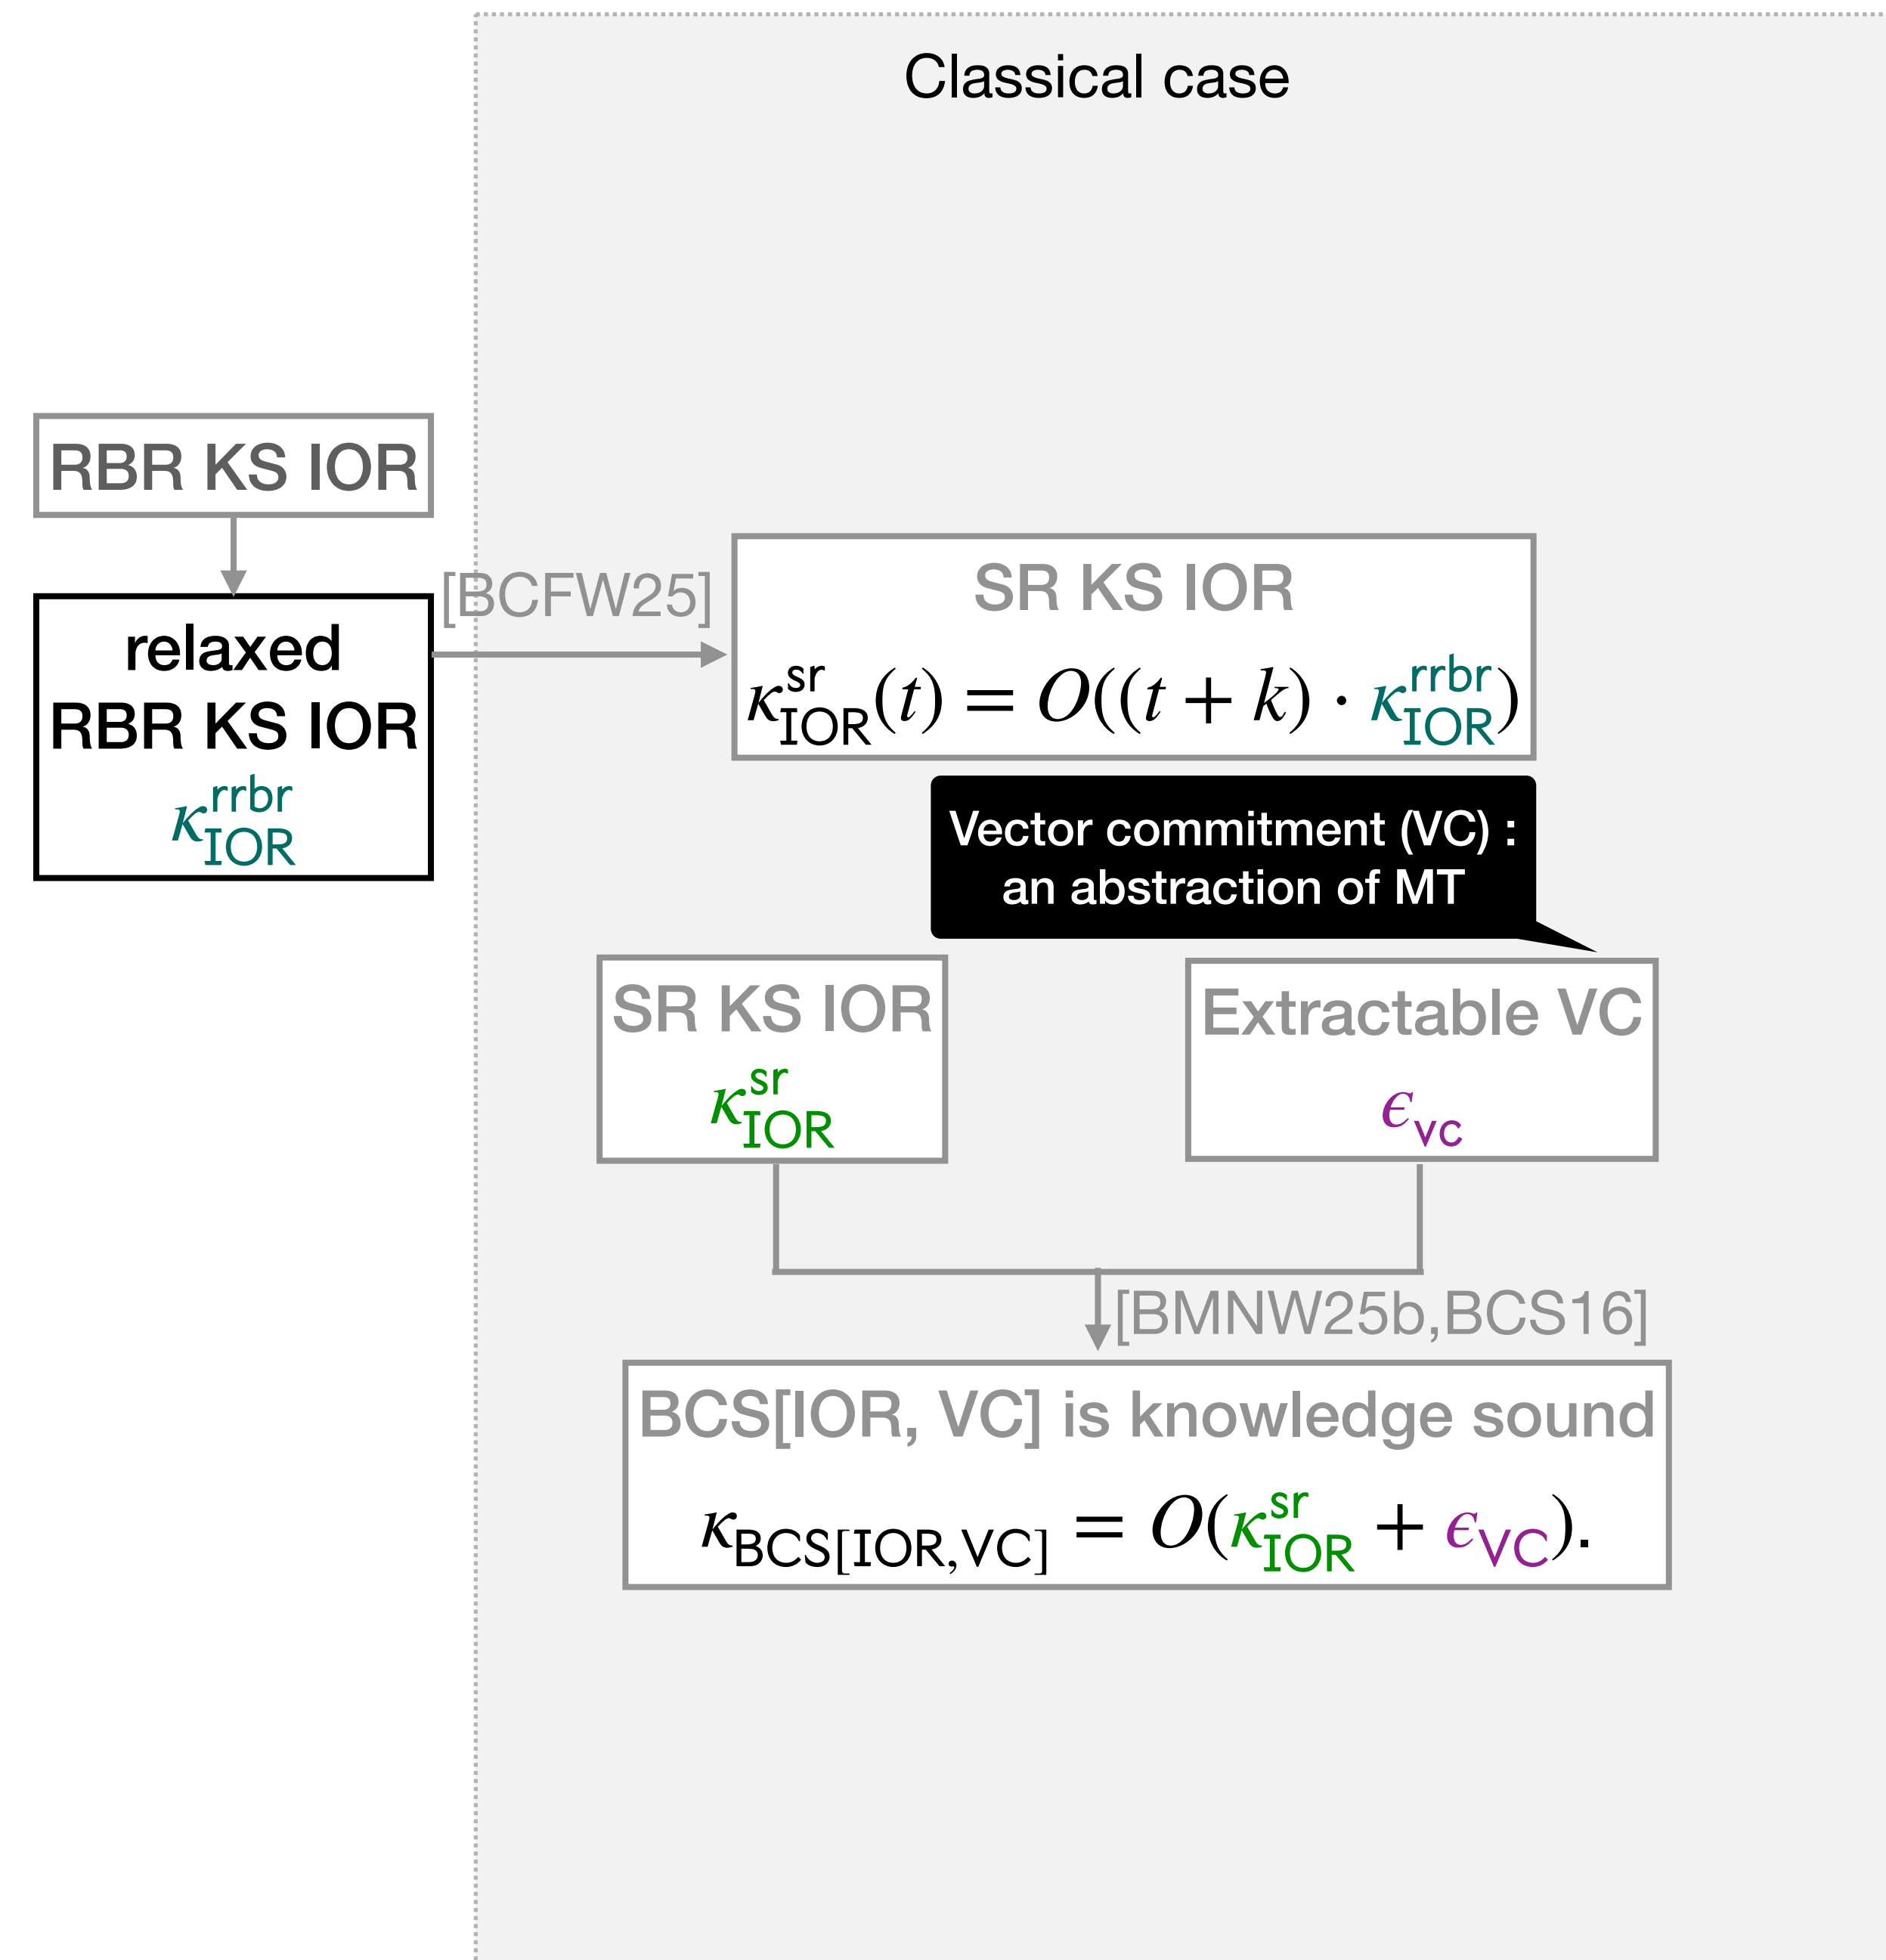 Classical case
RBR KS IOR
relaxed
RBR KS IOR
κ^rrbr_IOR
[BCFW25]
SR KS IOR
κ^sr_IOR(t) = O((t + k) · κ^rrbr_IOR)
Vector commitment (VC) :
an abstraction of MT
SR KS IOR
κ^sr_IOR
Extractable VC
ϵ_vc
[BMNW25b,BCS16]
BCS[IOR, VC] is knowledge sound
κ_BCS[IOR,VC] = O(κ^sr_IOR + ϵ_VC).